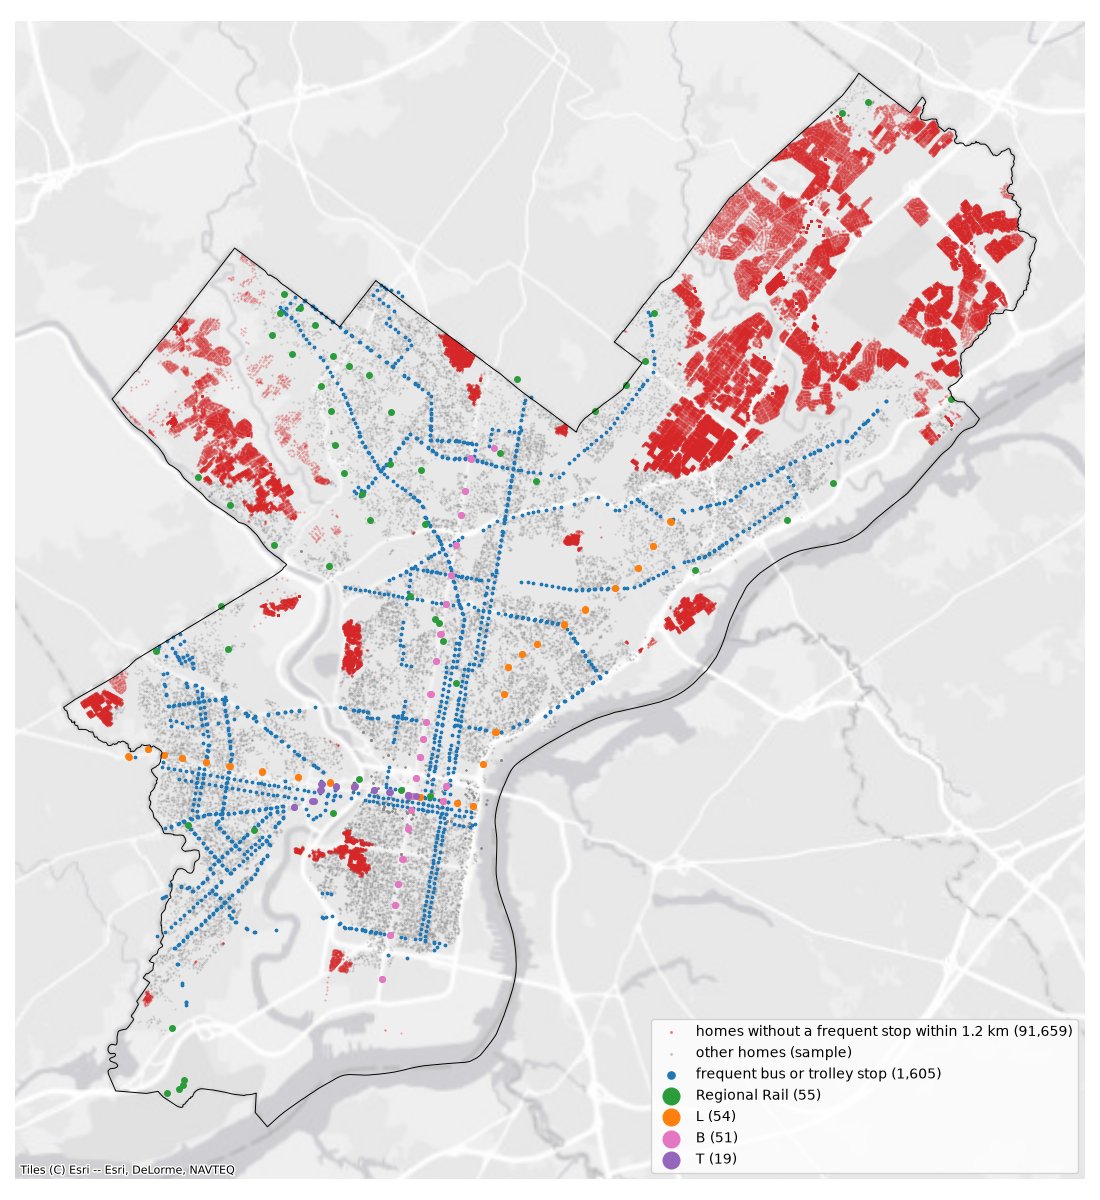 homes without a frequent stop within 1.2 km (91,659)
other homes (sample)
frequent bus or trolley stop (1,605)
Regional Rail (55)
L (54)
B (51)
T (19)
Tiles (C) Esri -- Esri, DeLorme, NAVTEQ